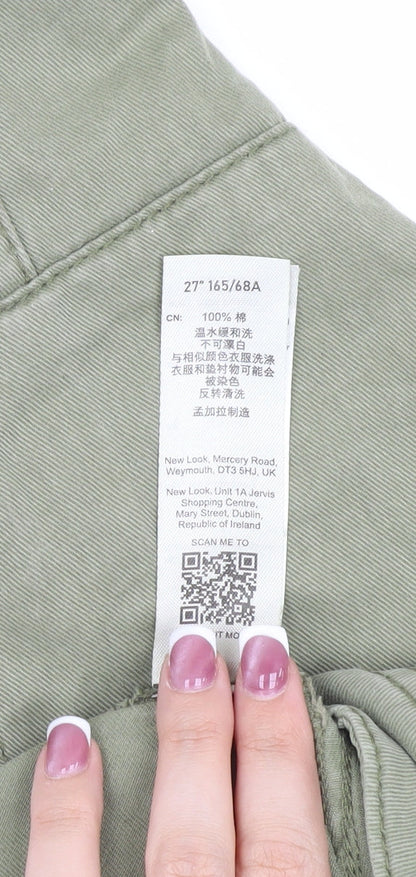 27" 165/68A
CN: 100% 棉
温水缓和洗
不可漂白
与相似颜色衣服洗涤
衣服和垫衬物可能会
被染色
反转清洗
孟加拉制造
New Look, Mercery Road,
Weymouth, DT3 5HJ, UK
New Look, Unit 1A Jervis
Shopping Centre,
Mary Street, Dublin,
Republic of Ireland
SCAN ME TO